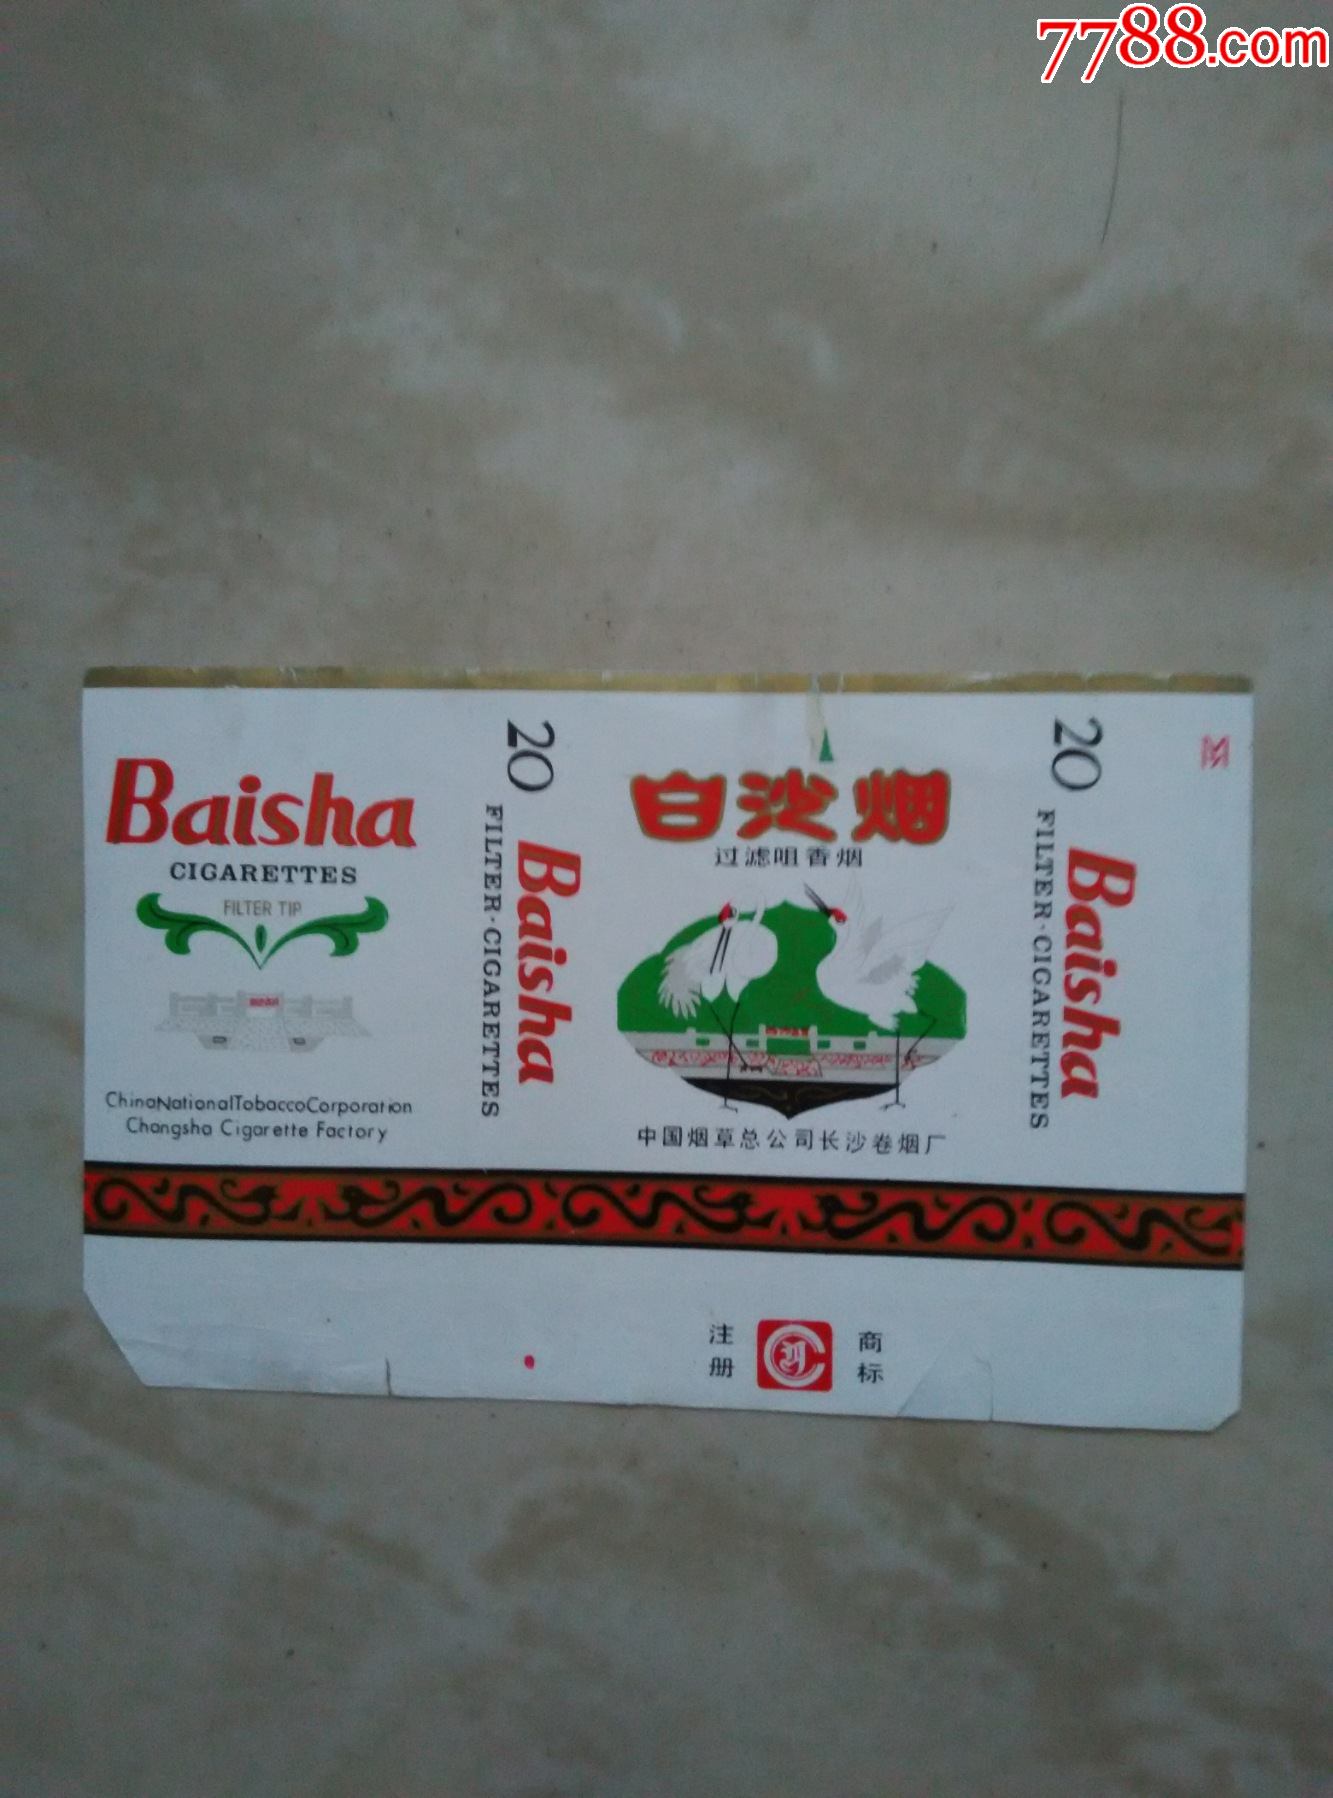 7788.com
Baisha
CIGARETTES
FILTER TIP
ChinaNationalTobaccoCorporation
Changsha Cigarette Factory
20
Baisha
FILTER·CIGARETTES
白沙烟
过滤咀香烟
中国烟草总公司长沙卷烟厂
20
Baisha
FILTER·CIGARETTES
注册
商标